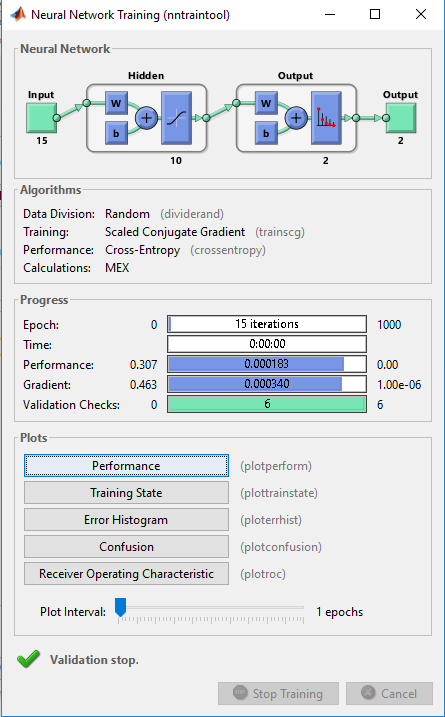 Neural Network Training (nntraintool)
Neural Network
Hidden Output
Input Output
W W
b b
15 10 2 2
Algorithms
Data Division: Random (dividerand)
Training: Scaled Conjugate Gradient (trainscg)
Performance: Cross-Entropy (crossentropy)
Calculations: MEX
Progress
Epoch: 0 15 iterations 1000
Time: 0:00:00
Performance: 0.307 0.000183 0.00
Gradient: 0.463 0.000340 1.00e-06
Validation Checks: 0 6 6
Plots
Performance (plotperform)
Training State (plottrainstate)
Error Histogram (ploterrhist)
Confusion (plotconfusion)
Receiver Operating Characteristic (plotroc)
Plot Interval: 1 epochs
Validation stop.
STOP Stop Training Cancel